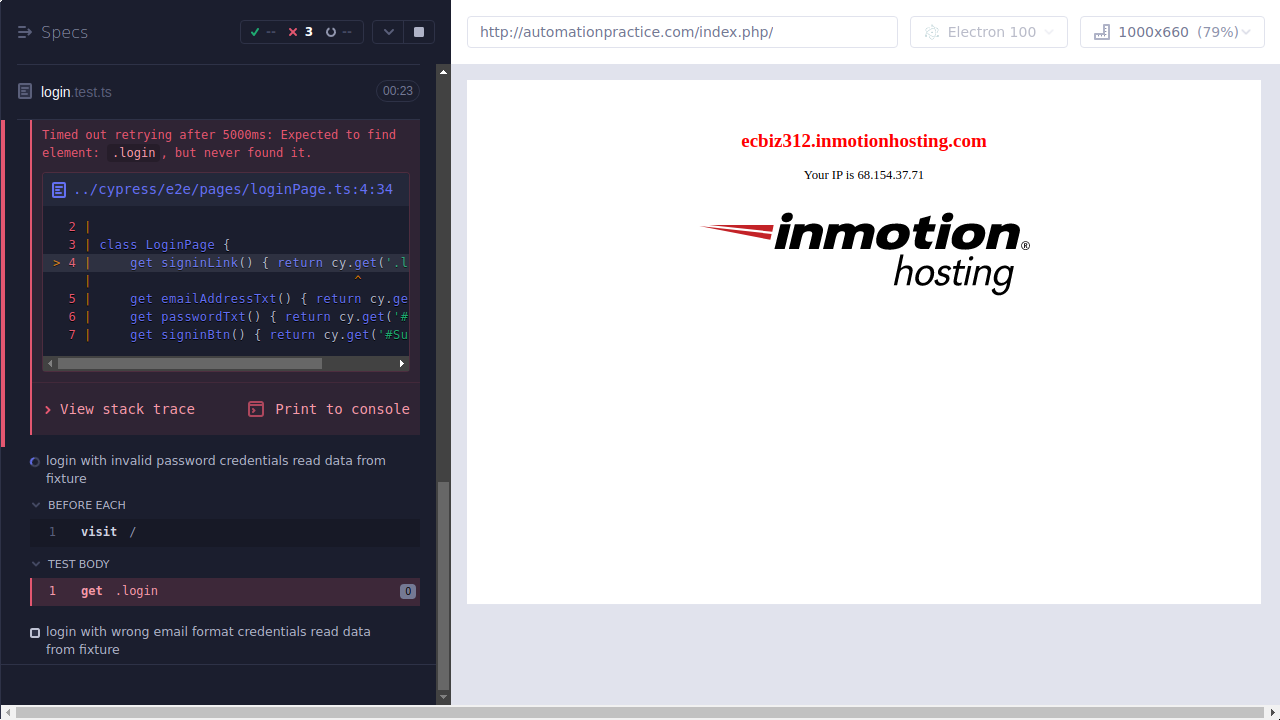 Specs
-- 3 --
login.test.ts
00:23
Timed out retrying after 5000ms: Expected to find
element: .login, but never found it.
../cypress/e2e/pages/loginPage.ts:4:34
2 |
3 | class LoginPage {
> 4 |     get signinLink() { return cy.get('.l
|                                  ^
5 |     get emailAddressTxt() { return cy.ge
6 |     get passwordTxt() { return cy.get('#
7 |     get signinBtn() { return cy.get('#Su
View stack trace
Print to console
login with invalid password credentials read data from
fixture
BEFORE EACH
1 visit /
TEST BODY
1 get .login 0
login with wrong email format credentials read data
from fixture
http://automationpractice.com/index.php/
Electron 100
1000x660 (79%)
ecbiz312.inmotionhosting.com
Your IP is 68.154.37.71
inmotion®
hosting